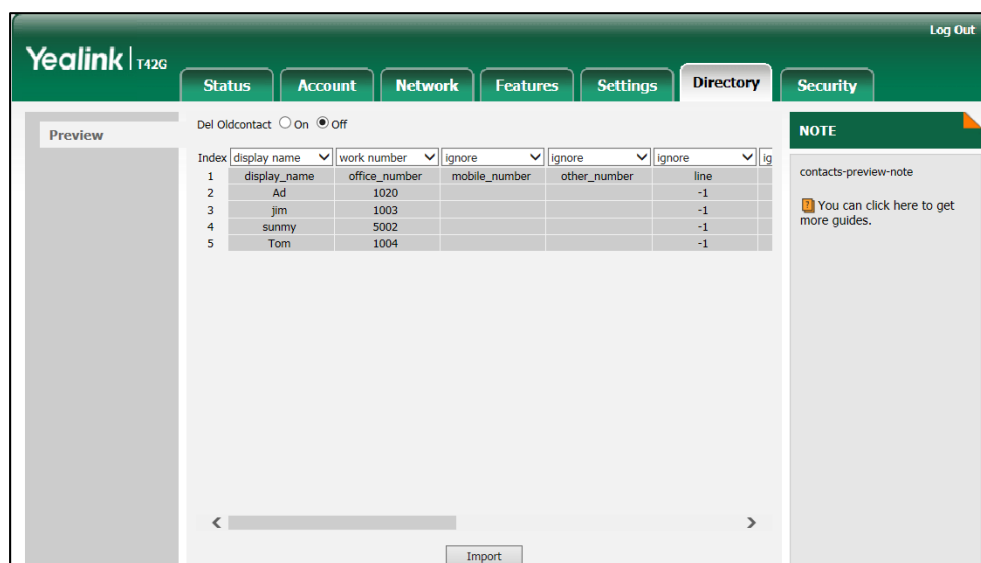 Log Out
Yealink T42G
Status Account Network Features Settings Directory Security
Preview
Del Oldcontact On Off
Index display name work number ignore ignore ignore ig
1 display_name office_number mobile_number other_number line
2 Ad 1020 -1
3 jim 1003 -1
4 sunmy 5002 -1
5 Tom 1004 -1
Import
NOTE
contacts-preview-note
You can click here to get
more guides.